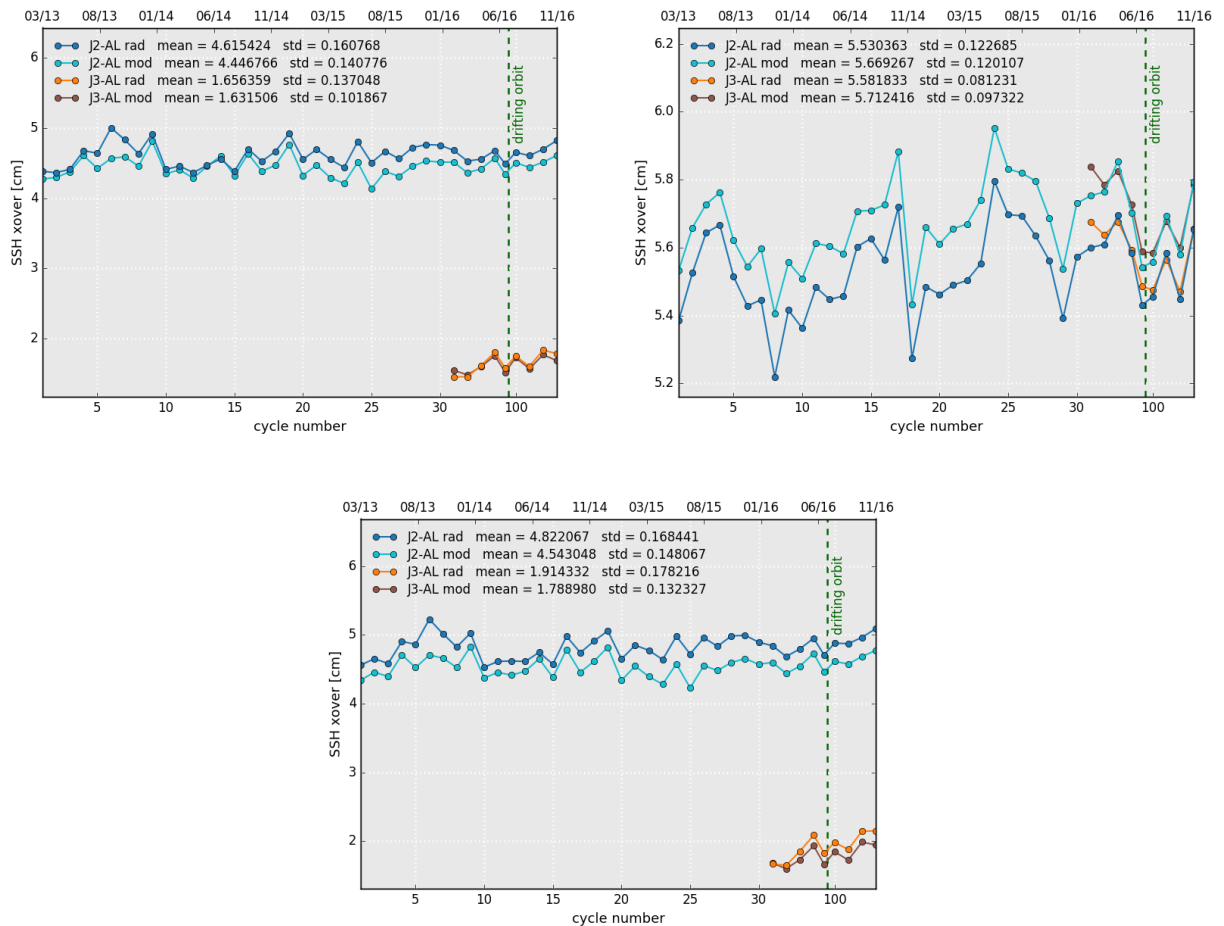 03/13 08/13 01/14 06/14 11/14 03/15 08/15 01/16 06/16 11/16
J2-AL rad mean = 4.615424 std = 0.160768
J2-AL mod mean = 4.446766 std = 0.140776
J3-AL rad mean = 1.656359 std = 0.137048
J3-AL mod mean = 1.631506 std = 0.101867
drifting orbit
SSH xover [cm]
6
5
4
3
2
5 10 15 20 25 30 100
cycle number
03/13 08/13 01/14 06/14 11/14 03/15 08/15 01/16 06/16 11/16
J2-AL rad mean = 5.530363 std = 0.122685
J2-AL mod mean = 5.669267 std = 0.120107
J3-AL rad mean = 5.581833 std = 0.081231
J3-AL mod mean = 5.712416 std = 0.097322
drifting orbit
SSH xover [cm]
6.2
6.0
5.8
5.6
5.4
5.2
5 10 15 20 25 30 100
cycle number
03/13 08/13 01/14 06/14 11/14 03/15 08/15 01/16 06/16 11/16
J2-AL rad mean = 4.822067 std = 0.168441
J2-AL mod mean = 4.543048 std = 0.148067
J3-AL rad mean = 1.914332 std = 0.178216
J3-AL mod mean = 1.788980 std = 0.132327
drifting orbit
SSH xover [cm]
6
5
4
3
2
5 10 15 20 25 30 100
cycle number